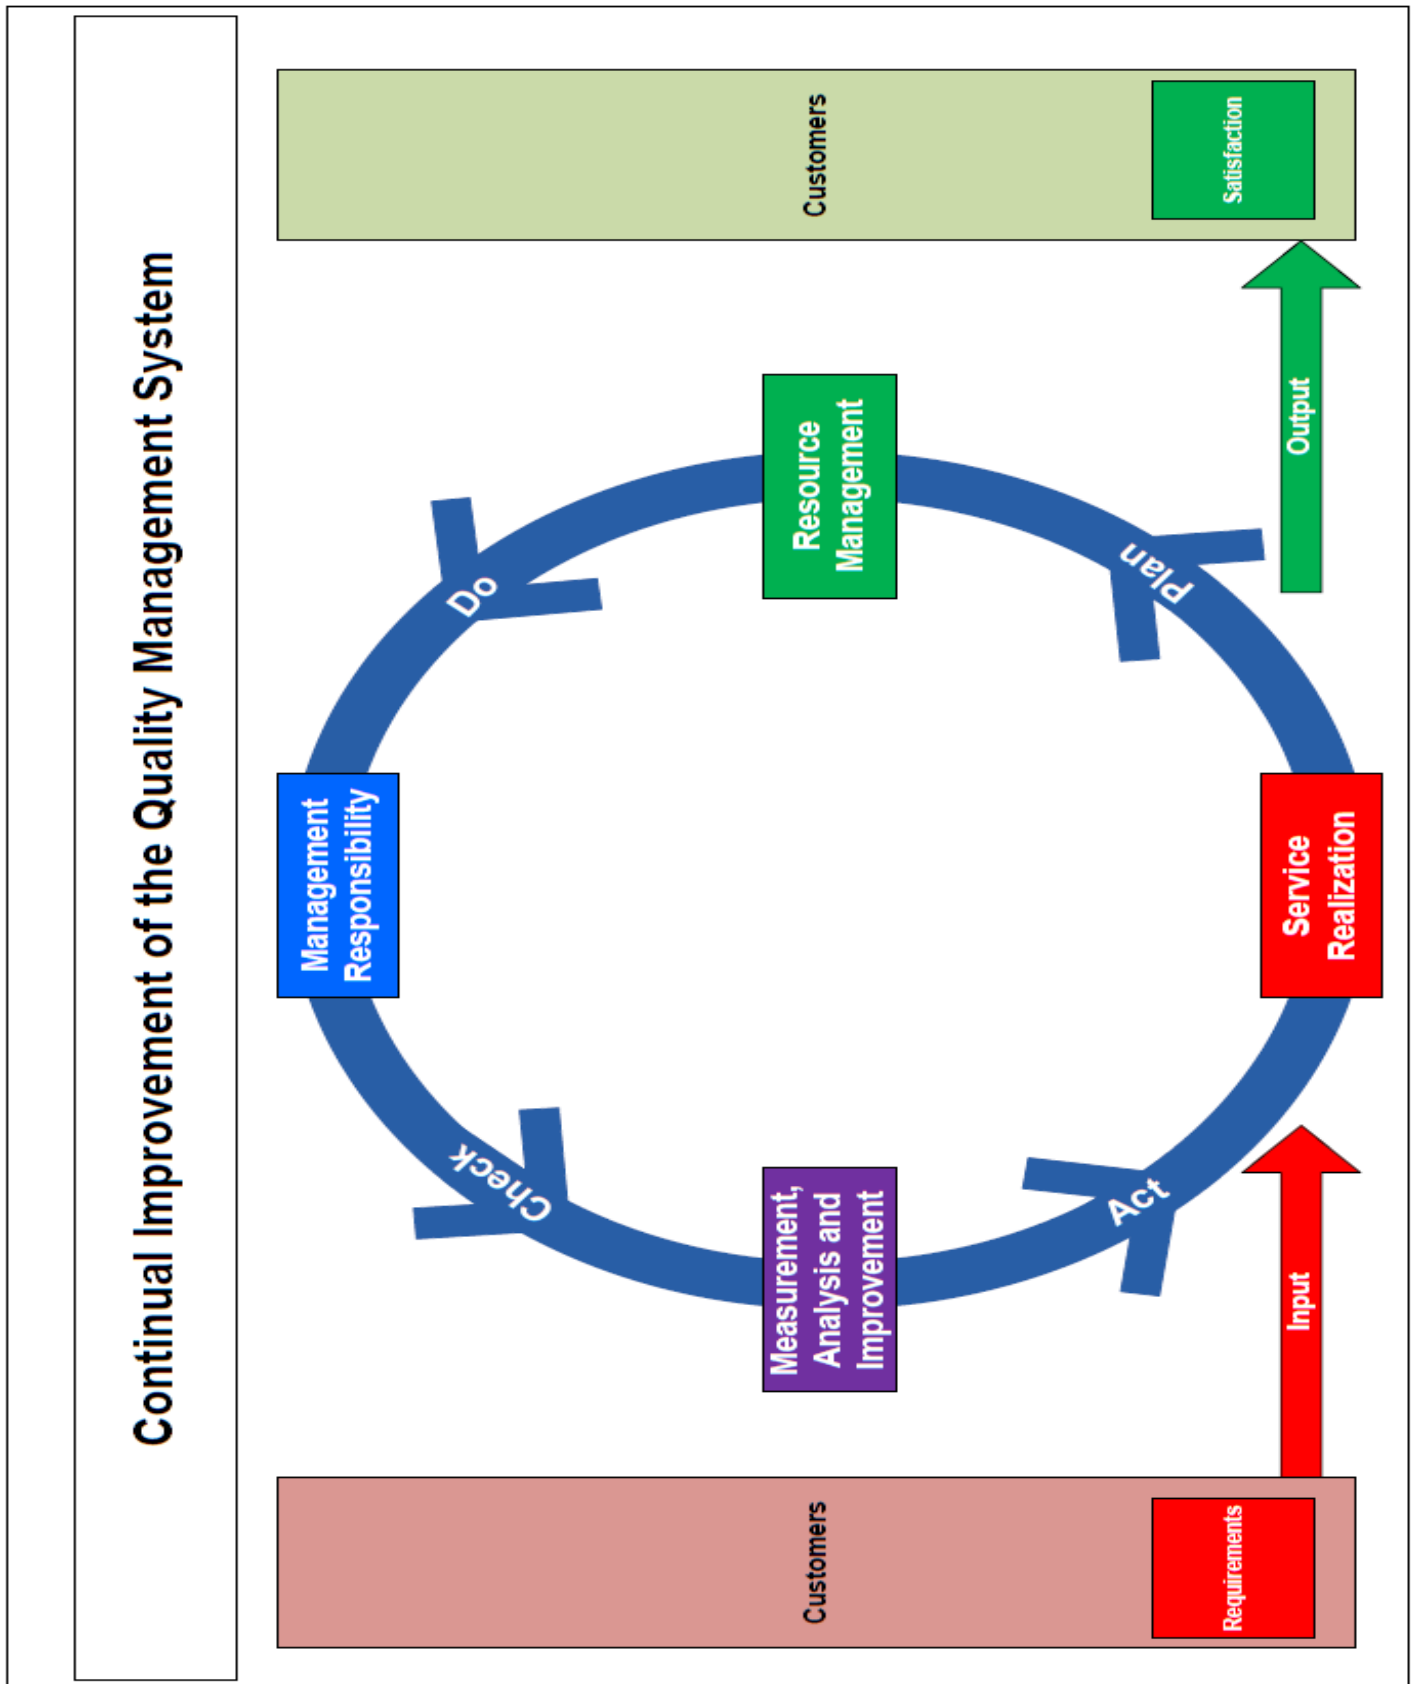 Continual Improvement of the Quality Management System
Management
Responsibility
Check
Do
Customers
Measurement,
Analysis and
Improvement
Resource
Management
Customers
Act
Plan
Requirements
Input
Service
Realization
Output
Satisfaction